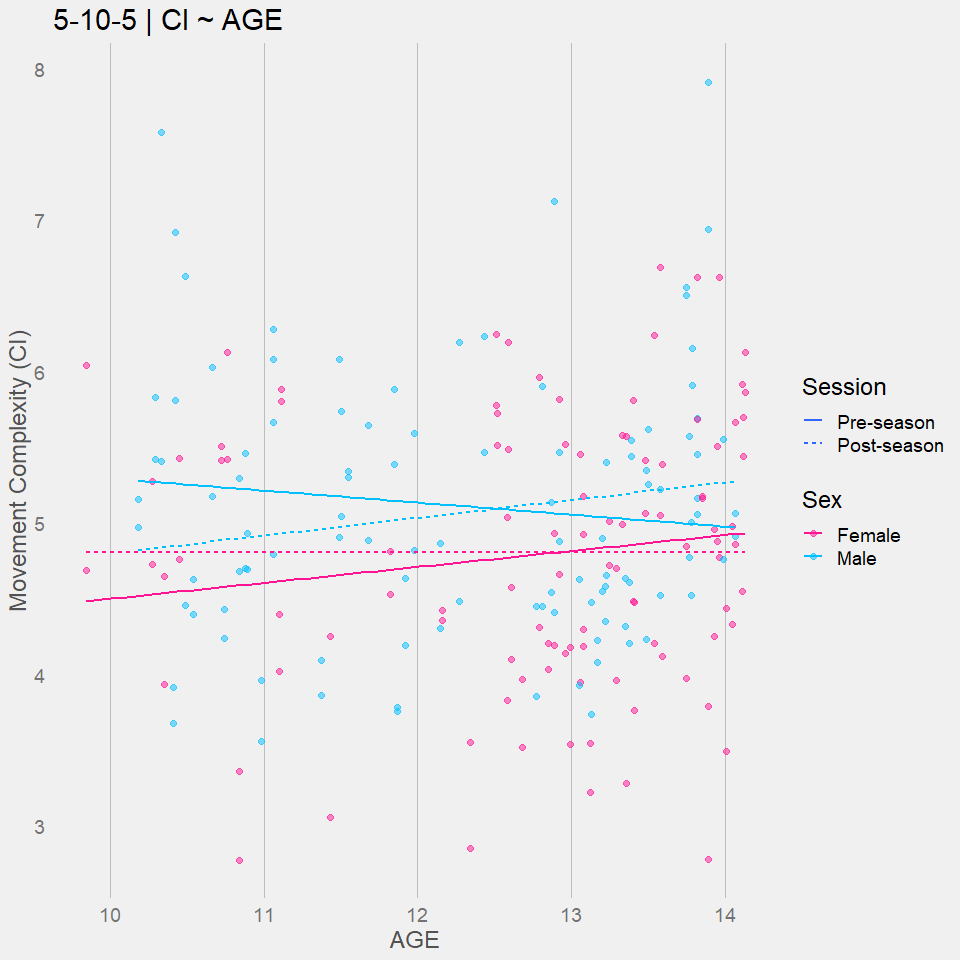 5-10-5 | CI ~ AGE
Movement Complexity (CI)
8
7
6
5
4
3
10
11
12
13
14
AGE
Session
Pre-season
Post-season
Sex
Female
Male